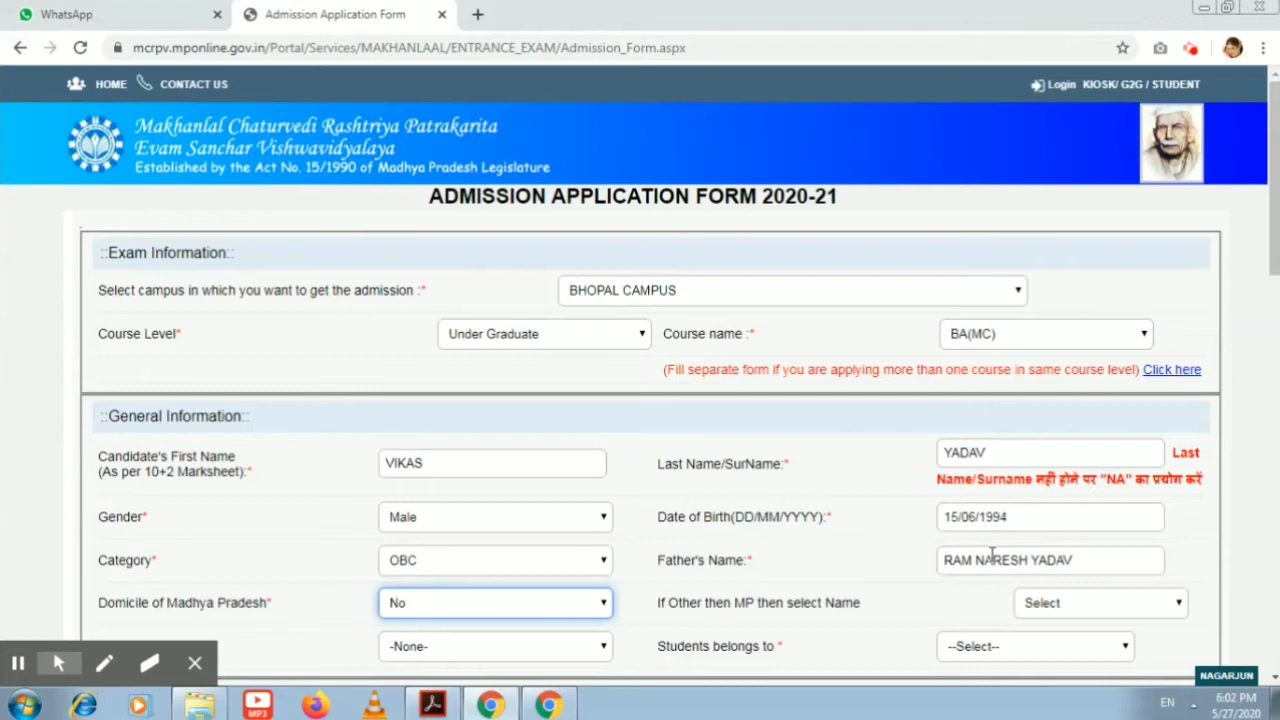 WhatsApp
Admission Application Form
mcrpv.mponline.gov.in/Portal/Services/MAKHANLAAL/ENTRANCE_EXAM/Admission_Form.aspx
HOME CONTACT US Login KIOSK/ G2G / STUDENT
Makhanlal Chaturvedi Rashtriya Patrakarita
Evam Sanchar Vishwavidyalaya
Established by the Act No. 15/1990 of Madhya Pradesh Legislature
ADMISSION APPLICATION FORM 2020-21
::Exam Information::
Select campus in which you want to get the admission :* BHOPAL CAMPUS
Course Level* Under Graduate Course name :* BA(MC)
(Fill separate form if you are applying more than one course in same course level) Click here
::General Information::
Candidate's First Name
(As per 10+2 Marksheet):* VIKAS Last Name/SurName:* YADAV Last
Name/Surname नहीं होने पर "NA" का प्रयोग करें
Gender* Male Date of Birth(DD/MM/YYYY):* 15/06/1994
Category* OBC Father's Name:* RAM NARESH YADAV
Domicile of Madhya Pradesh* No If Other then MP then select Name Select
-None- Students belongs to * --Select--
NAGARJUN
MP3
EN 6:02 PM
5/27/2020